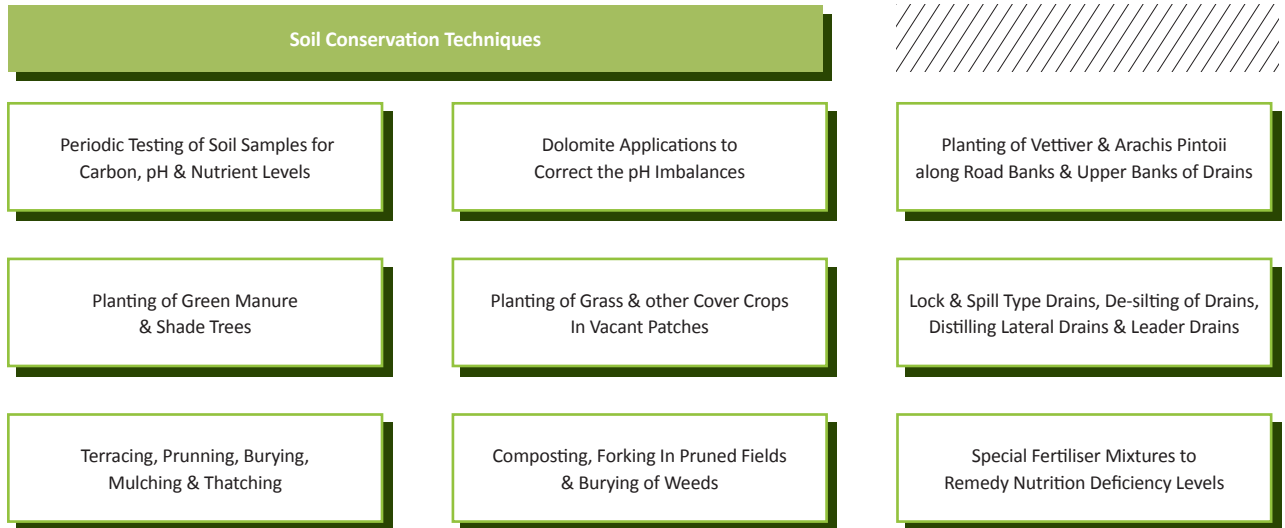 Soil Conservation Techniques
Periodic Testing of Soil Samples for
Carbon, pH & Nutrient Levels
Dolomite Applications to
Correct the pH Imbalances
Planting of Vettiver & Arachis Pintoii
along Road Banks & Upper Banks of Drains
Planting of Green Manure
& Shade Trees
Planting of Grass & other Cover Crops
In Vacant Patches
Lock & Spill Type Drains, De-silting of Drains,
Distilling Lateral Drains & Leader Drains
Terracing, Prunning, Burying,
Mulching & Thatching
Composting, Forking In Pruned Fields
& Burying of Weeds
Special Fertiliser Mixtures to
Remedy Nutrition Deficiency Levels